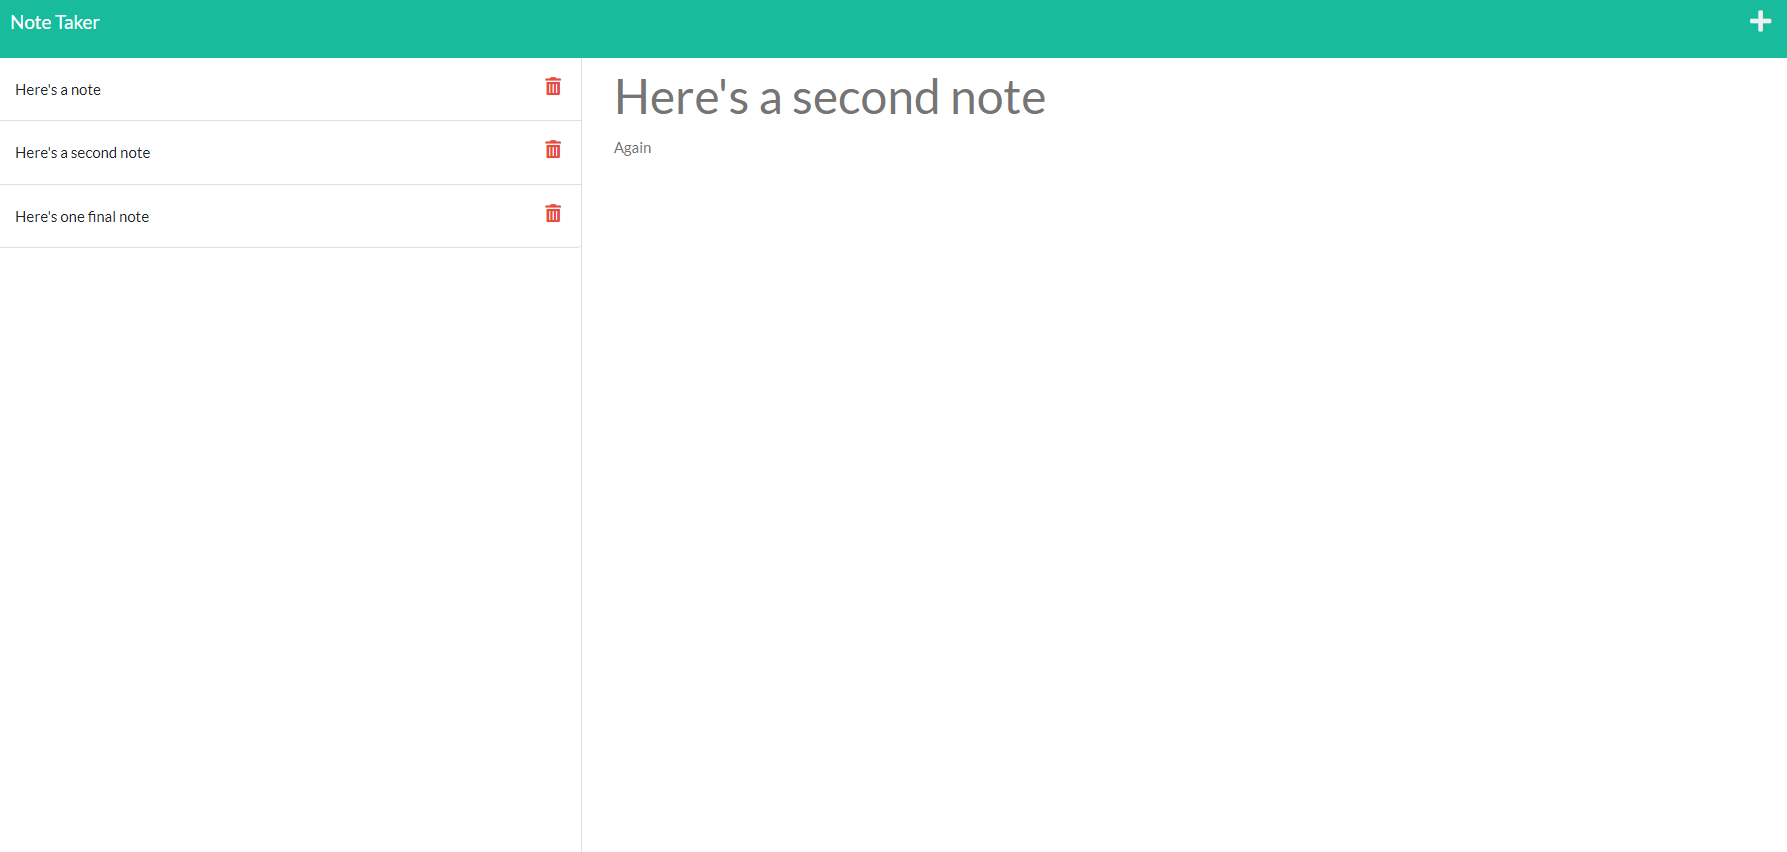 Note Taker
Here's a note
Here's a second note
Here's one final note
Here's a second note
Again